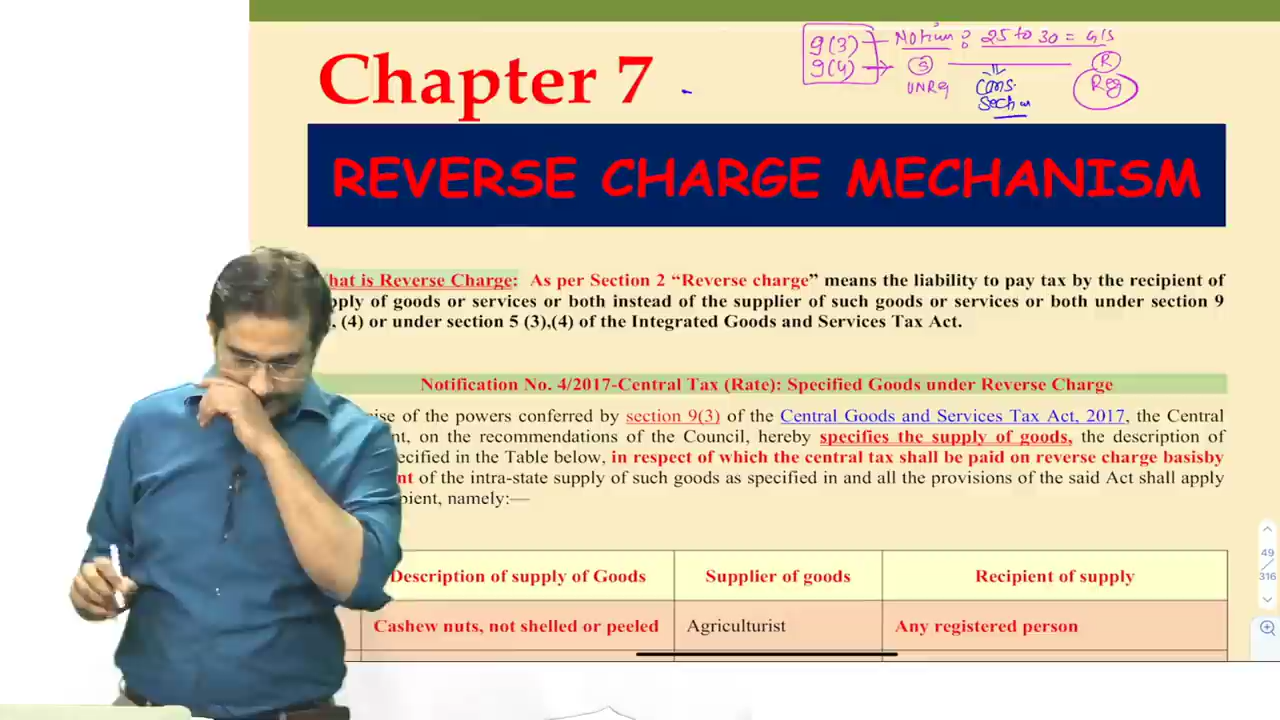 9(3) Notion : 25 to 30 = G/S
9(4) S R
UNReg Cons. Reg
Sector
Chapter 7
REVERSE CHARGE MECHANISM
hat is Reverse Charge: As per Section 2 “Reverse charge” means the liability to pay tax by the recipient of
pply of goods or services or both instead of the supplier of such goods or services or both under section 9
, (4) or under section 5 (3),(4) of the Integrated Goods and Services Tax Act.
Notification No. 4/2017-Central Tax (Rate): Specified Goods under Reverse Charge
ise of the powers conferred by section 9(3) of the Central Goods and Services Tax Act, 2017, the Central
nt, on the recommendations of the Council, hereby specifies the supply of goods, the description of
ecified in the Table below, in respect of which the central tax shall be paid on reverse charge basisby
nt of the intra-state supply of such goods as specified in and all the provisions of the said Act shall apply
pient, namely:—
Description of supply of Goods Supplier of goods Recipient of supply
Cashew nuts, not shelled or peeled Agriculturist Any registered person
49
316